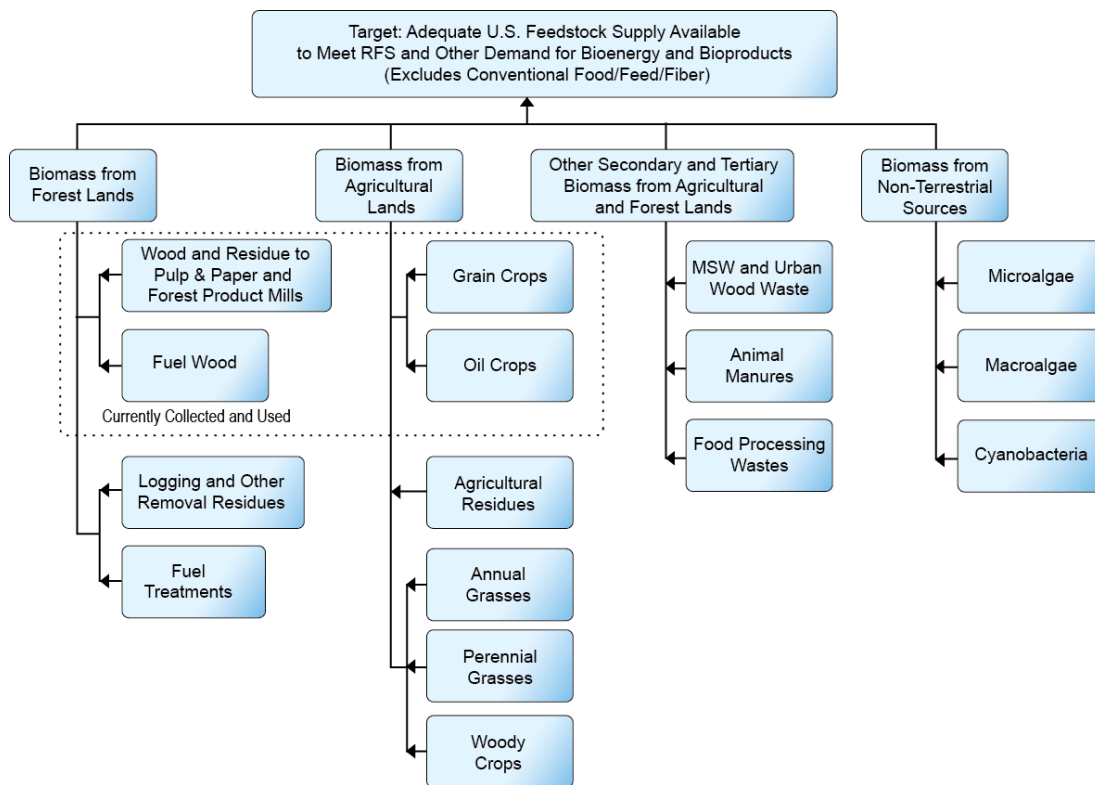 Target: Adequate U.S. Feedstock Supply Available
to Meet RFS and Other Demand for Bioenergy and Bioproducts
(Excludes Conventional Food/Feed/Fiber)
Biomass from
Forest Lands
Biomass from
Agricultural
Lands
Other Secondary and Tertiary
Biomass from Agricultural
and Forest Lands
Biomass from
Non-Terrestrial
Sources
Wood and Residue to
Pulp & Paper and
Forest Product Mills
Fuel Wood
Currently Collected and Used
Logging and Other
Removal Residues
Fuel
Treatments
Grain Crops
Oil Crops
Agricultural
Residues
Annual
Grasses
Perennial
Grasses
Woody
Crops
MSW and Urban
Wood Waste
Animal
Manures
Food Processing
Wastes
Microalgae
Macroalgae
Cyanobacteria